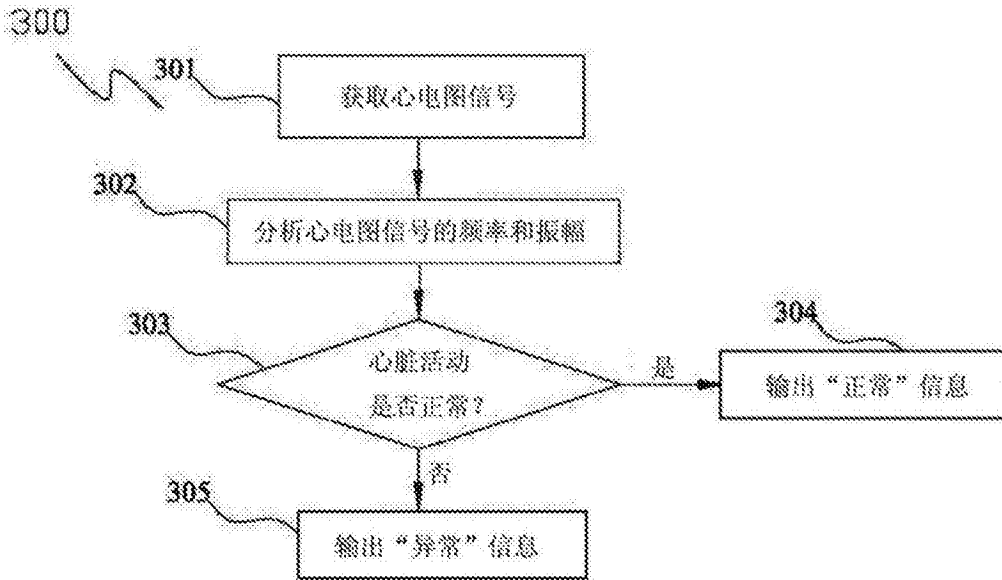 300
301
获取心电图信号
302
分析心电图信号的频率和振幅
303
心脏活动
是否正常？
是
304
输出“正常”信息
否
305
输出“异常”信息